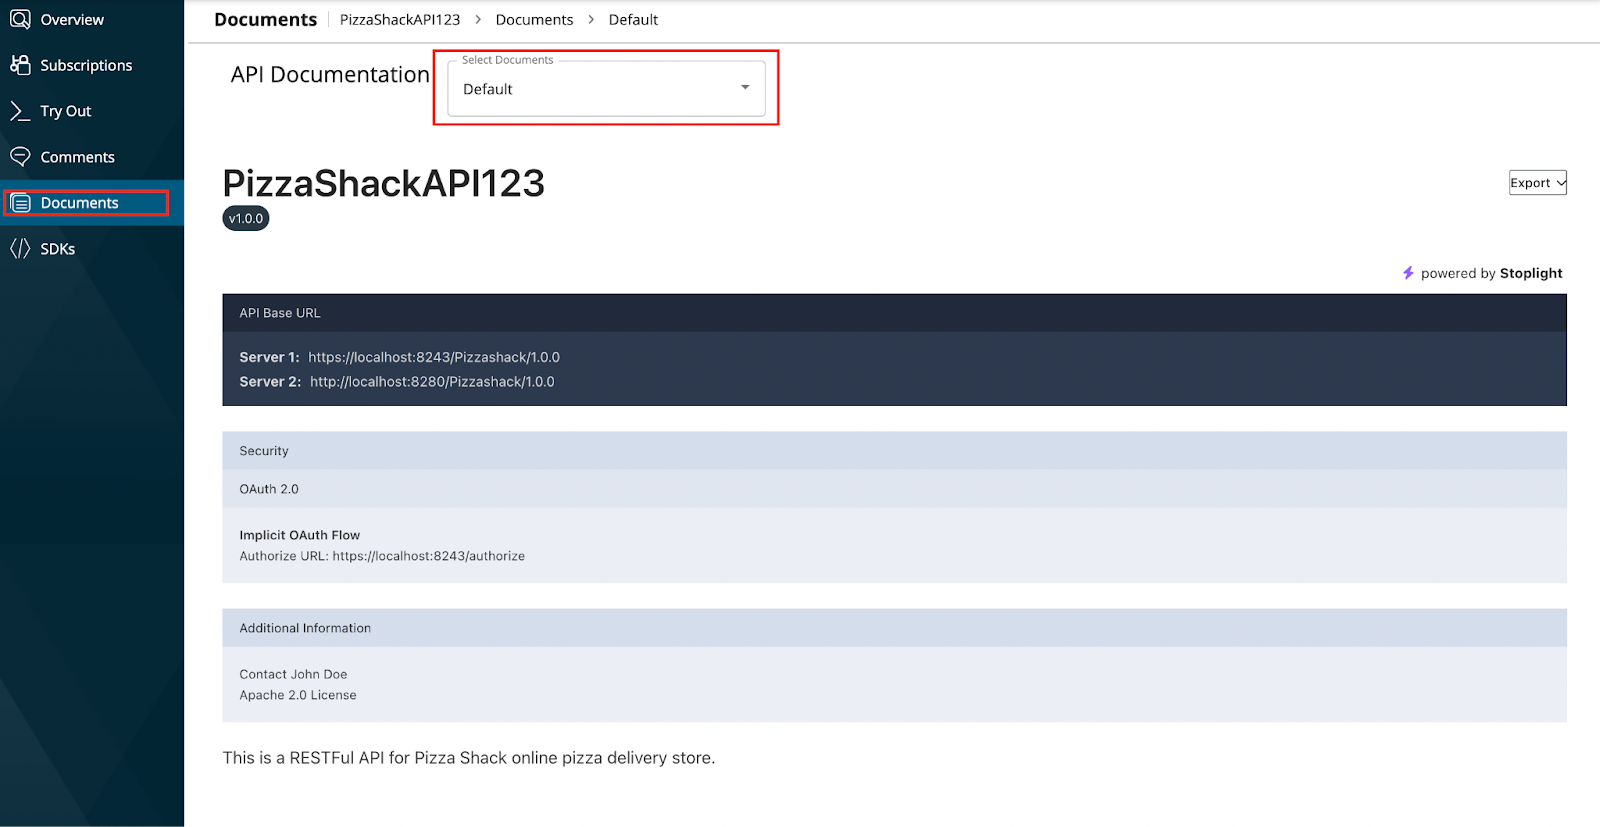 Overview
Subscriptions
Try Out
Comments
Documents
SDKs
Documents PizzaShackAPI123 > Documents > Default
API Documentation
Select Documents
Default
PizzaShackAPI123
v1.0.0
Export
powered by Stoplight
API Base URL
Server 1: https://localhost:8243/Pizzashack/1.0.0
Server 2: http://localhost:8280/Pizzashack/1.0.0
Security
OAuth 2.0
Implicit OAuth Flow
Authorize URL: https://localhost:8243/authorize
Additional Information
Contact John Doe
Apache 2.0 License
This is a RESTFul API for Pizza Shack online pizza delivery store.